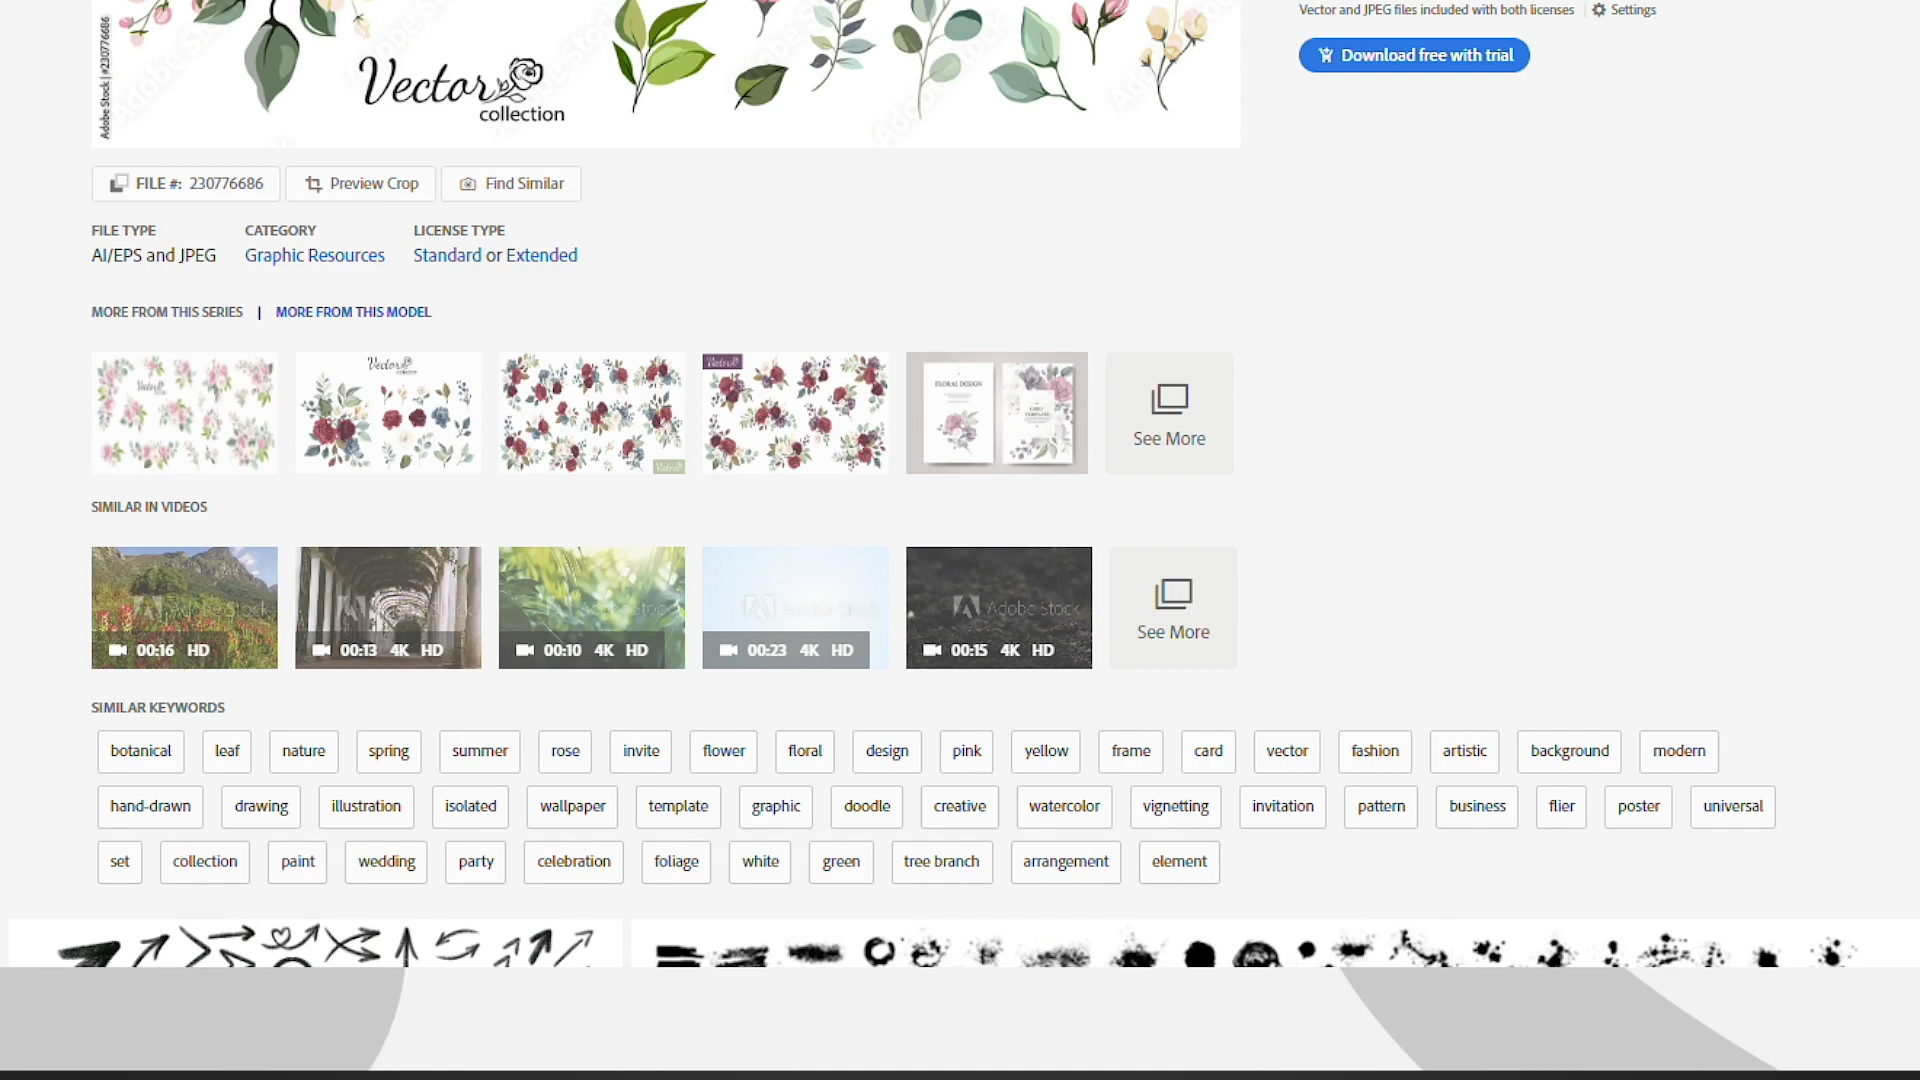 Vector and JPEG files included with both licenses Settings
Download free with trial
Adobe Stock | #230776686
Vector
collection
FILE #: 230776686 Preview Crop Find Similar
FILE TYPE CATEGORY LICENSE TYPE
AI/EPS and JPEG Graphic Resources Standard or Extended
MORE FROM THIS SERIES | MORE FROM THIS MODEL
Vector
Vector
FLORAL DESIGN
See More
SIMILAR IN VIDEOS
Adobe Stock
00:16 HD 00:13 4K HD 00:10 4K HD 00:23 4K HD 00:15 4K HD
See More
SIMILAR KEYWORDS
botanical leaf nature spring summer rose invite flower floral design pink yellow frame card vector fashion artistic background modern
hand-drawn drawing illustration isolated wallpaper template graphic doodle creative watercolor vignetting invitation pattern business flier poster universal
set collection paint wedding party celebration foliage white green tree branch arrangement element